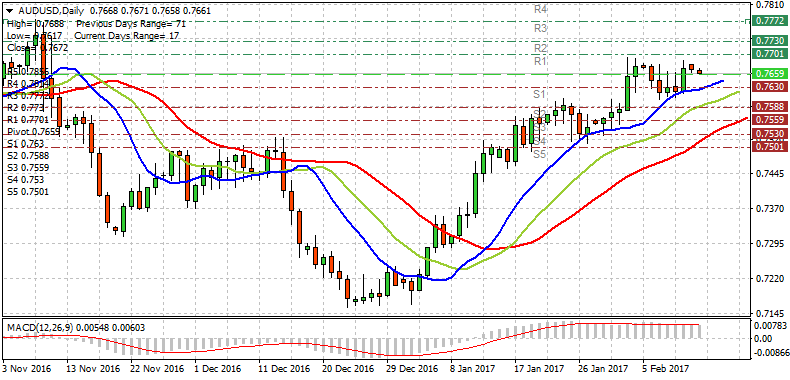 AUDUSD,Daily 0.7668 0.7671 0.7658 0.7661
High= 0.7688 Previous Days Range= 71
Low= 0.7617 Current Days Range= 17
Close= 0.7672
R4
R3
R2
R1
S1
S4
S5
R4
R3
R2 0.773
R1 0.7701
Pivot 0.7659
S1 0.763
S2 0.7588
S3 0.7559
S4 0.753
S5 0.7501
0.7810
0.7772
0.7730
0.7701
0.7659
0.7630
0.7588
0.7559
0.7530
0.7501
0.7445
0.7370
0.7295
0.7220
0.7145
MACD(12,26,9) 0.00548 0.00603
0.00783
0.00
-0.00866
3 Nov 2016
13 Nov 2016
22 Nov 2016
1 Dec 2016
11 Dec 2016
20 Dec 2016
29 Dec 2016
8 Jan 2017
17 Jan 2017
26 Jan 2017
5 Feb 2017